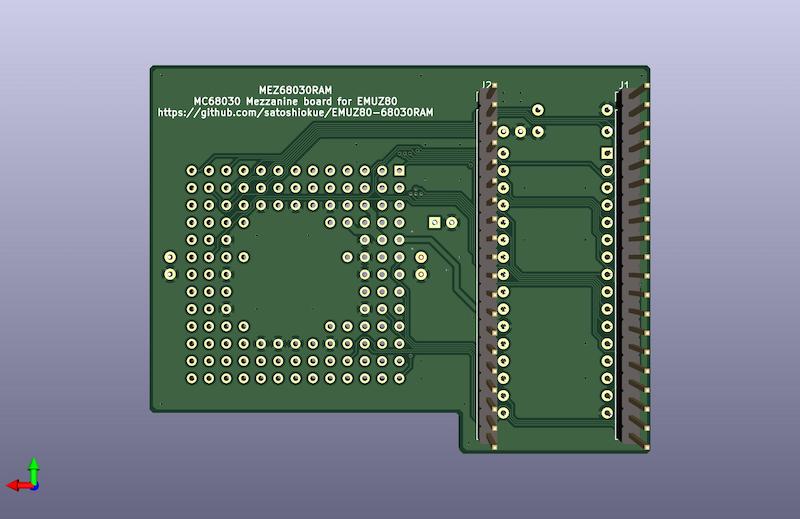 MEZ68030RAM
MC68030 Mezzanine board for EMUZ80
https://github.com/satoshiokue/EMUZ80-68030RAM
J2
J1